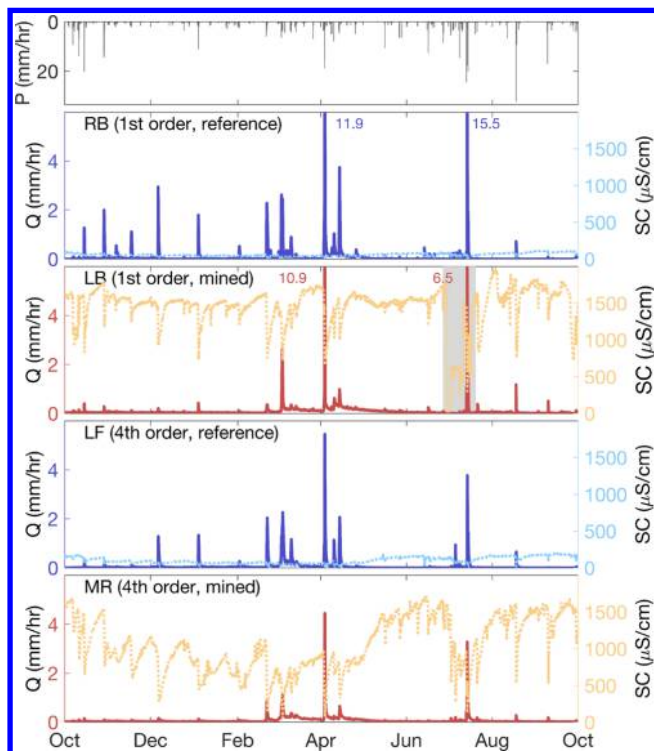 P (mm/hr)
0
20
RB (1st order, reference)
11.9
15.5
Q (mm/hr)
4
2
0
SC (μS/cm)
1500
1000
500
0
LB (1st order, mined)
10.9
6.5
Q (mm/hr)
4
2
0
SC (μS/cm)
1500
1000
500
0
LF (4th order, reference)
Q (mm/hr)
4
2
0
SC (μS/cm)
1500
1000
500
0
MR (4th order, mined)
Q (mm/hr)
4
2
0
SC (μS/cm)
1500
1000
500
0
Oct Dec Feb Apr Jun Aug Oct